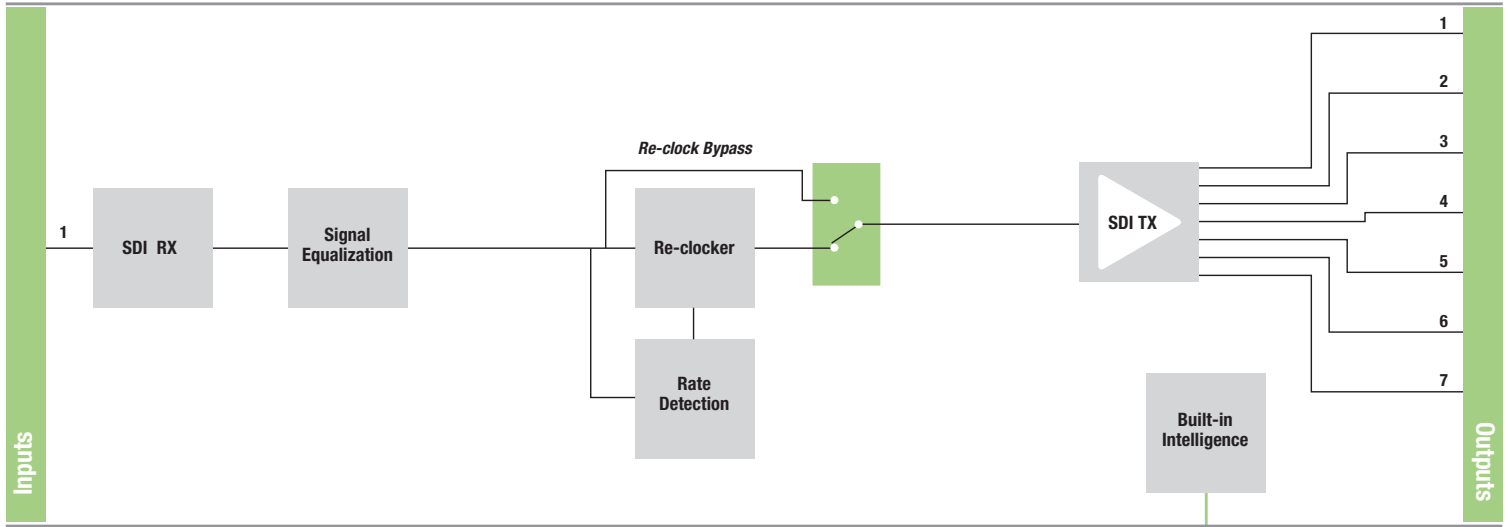 Inputs
1
SDI RX
Signal
Equalization
Re-clock Bypass
Re-clocker
Rate
Detection
SDI TX
Built-in
Intelligence
1
2
3
4
5
6
7
Outputs